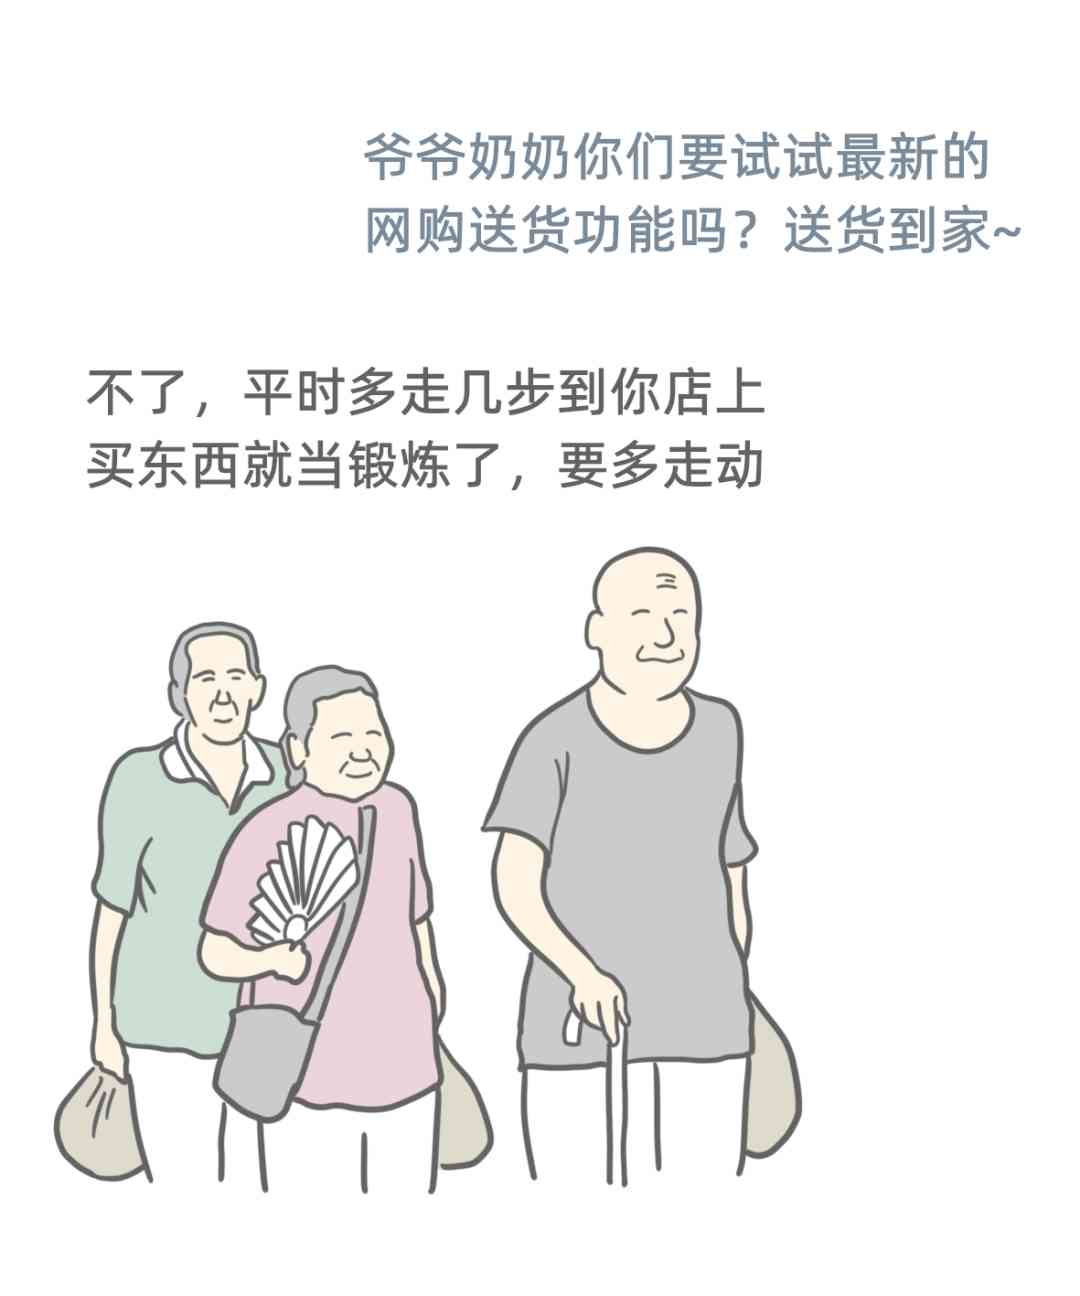 爷爷奶奶你们要试试最新的
网购送货功能吗？送货到家~
不了，平时多走几步到你店上
买东西就当锻炼了，要多走动